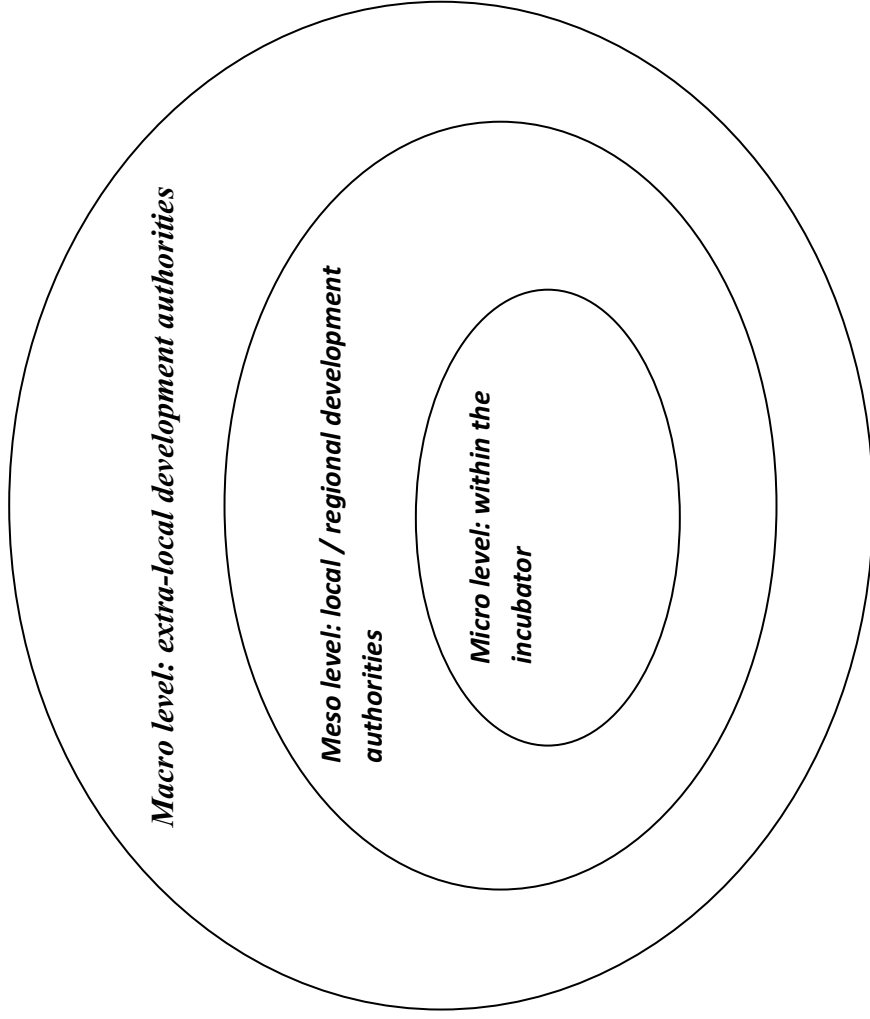 Macro level: extra-local development authorities
Meso level: local / regional development
authorities
Micro level: within the
incubator